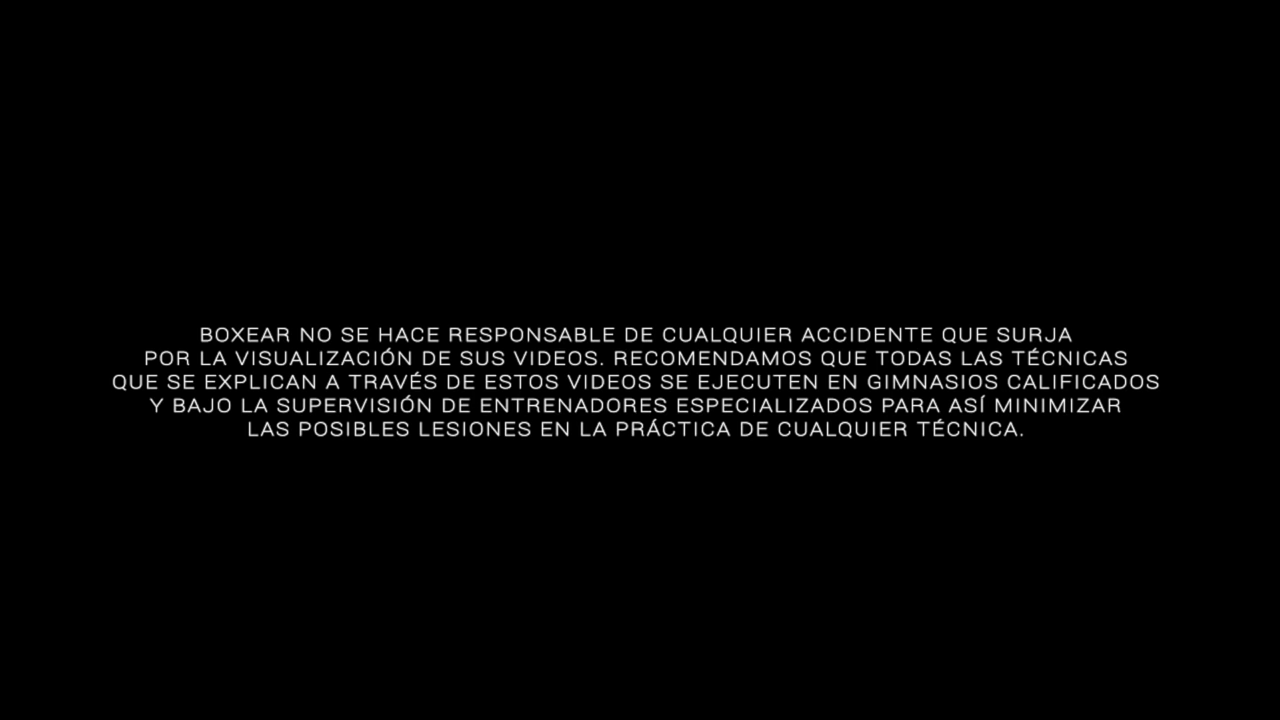 BOXEAR NO SE HACE RESPONSABLE DE CUALQUIER ACCIDENTE QUE SURJA
POR LA VISUALIZACIÓN DE SUS VIDEOS. RECOMENDAMOS QUE TODAS LAS TÉCNICAS
QUE SE EXPLICAN A TRAVÉS DE ESTOS VIDEOS SE EJECUTEN EN GIMNASIOS CALIFICADOS
Y BAJO LA SUPERVISIÓN DE ENTRENADORES ESPECIALIZADOS PARA ASÍ MINIMIZAR
LAS POSIBLES LESIONES EN LA PRÁCTICA DE CUALQUIER TÉCNICA.